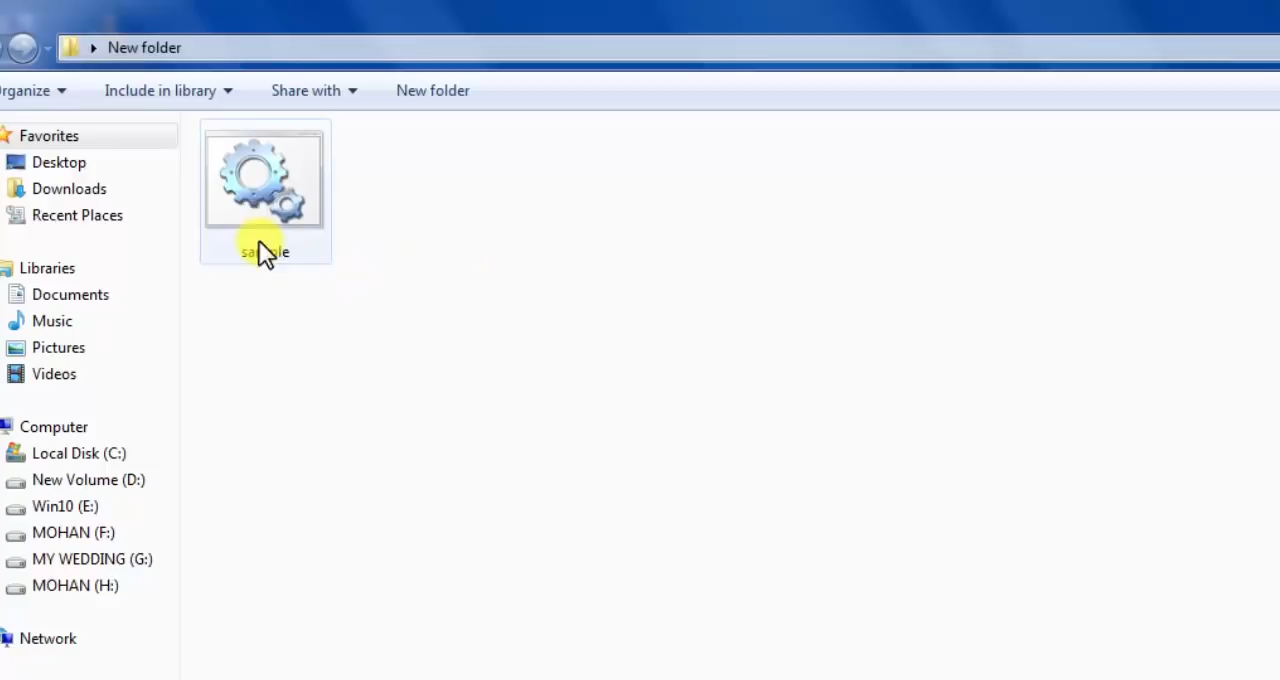 New folder
Include in library
Share with
New folder
Favorites
Desktop
Downloads
Recent Places
Libraries
Documents
Music
Pictures
Videos
Computer
Local Disk (C:)
New Volume (D:)
Win10 (E:)
MOHAN (F:)
MY WEDDING (G:)
MOHAN (H:)
Network